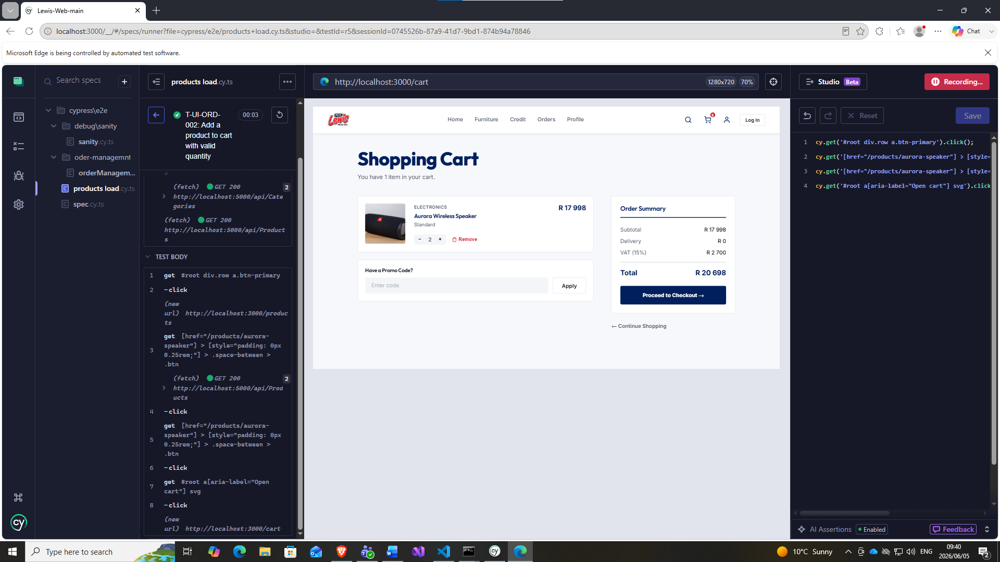 Lewis-Web-main
localhost:3000/__/#/specs/runner?file=cypress/e2e/products+load.cy.ts&studio=&testId=r5&sessionId=0745526b-87a9-41d7-9bd1-874b94a78846
Chat
Microsoft Edge is being controlled by automated test software.
Search specs
+
cypress\e2e
debug\sanity
sanity.cy.ts
oder-managemnt
orderManagem...
products load.cy.ts
spec.cy.ts
cy
products load.cy.ts
T-UI-ORD-
002: Add a
product to cart
with valid
quantity
00:03
s
(fetch) GET 200
2
http://localhost:5000/api/Cate
gories
(fetch) GET 200
http://localhost:5000/api/Product
s
TEST BODY
1 get #root div.row a.btn-primary
2 -click
(new
url) http://localhost:3000/produc
ts
get [href="/products/aurora-
speaker"] > [style="padding: 0px
3
0.25rem;"] > .space-between >
.btn
(fetch) GET 200
2
http://localhost:5000/api/Prod
ucts
4 -click
get [href="/products/aurora-
speaker"] > [style="padding: 0px
5
0.25rem;"] > .space-between >
.btn
6 -click
get #root a[aria-label="Open
7
cart"] svg
8 -click
(new
url) http://localhost:3000/cart
http://localhost:3000/cart
1280x720
70%
Lewis
Home
Furniture
Credit
Orders
Profile
2
Log In
Shopping Cart
You have 1 item in your cart.
ELECTRONICS
Aurora Wireless Speaker
Standard
R 17 998
- 2 +
Remove
Have a Promo Code?
Enter code
Apply
Order Summary
Subtotal R 17 998
Delivery R 0
VAT (15%) R 2 700
Total R 20 698
Proceed to Checkout →
← Continue Shopping
Studio Beta
Recording...
Reset
Save
1 cy.get('#root div.row a.btn-primary').click();
2 cy.get('[href="/products/aurora-speaker"] > [style=
3 cy.get('[href="/products/aurora-speaker"] > [style=
4 cy.get('#root a[aria-label="Open cart"] svg').click
AI Assertions
Enabled
Feedback
Type here to search
10°C Sunny
ENG
09:40
2026/06/05
2